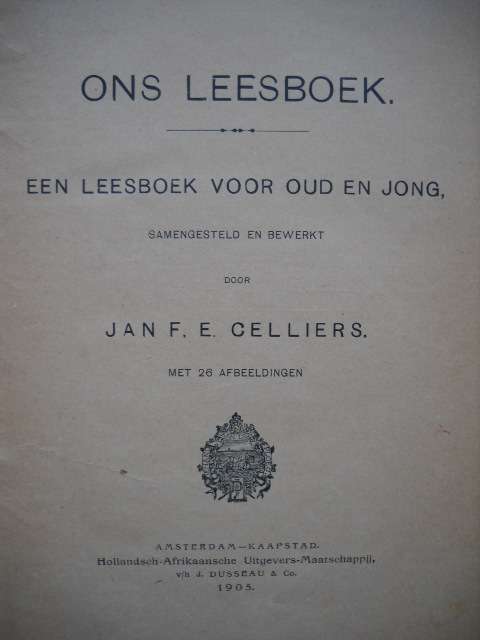 ONS LEESBOEK.
EEN LEESBOEK VOOR OUD EN JONG,
SAMENGESTELD EN BEWERKT
DOOR
JAN F. E. CELLIERS.
MET 26 AFBEELDINGEN
AMSTERDAM—KAAPSTAD.
Hollandsch-Afrikaansche Uitgevers-Maatschappij,
v/h J. DUSSEAU & Co.
1905.